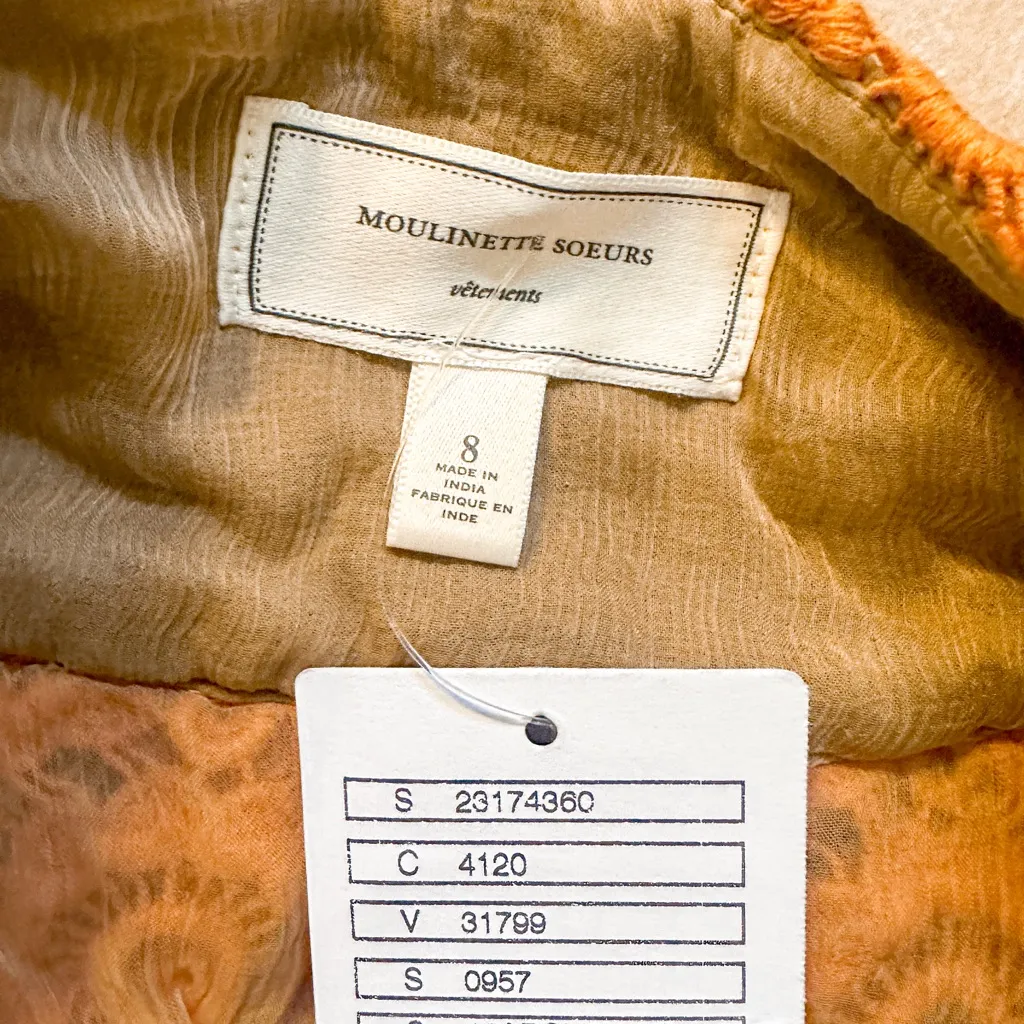 MOULINETTE SOEURS
vêtements
8
MADE IN
INDIA
FABRIQUE EN
INDE
S 23174360
C 4120
V 31799
S 0957